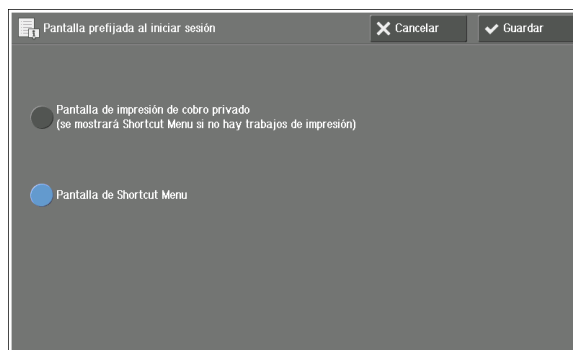 Pantalla prefijada al iniciar sesión
Cancelar
Guardar
Pantalla de impresión de cobro privado
(se mostrará Shortcut Menu si no hay trabajos de impresión)
Pantalla de Shortcut Menu